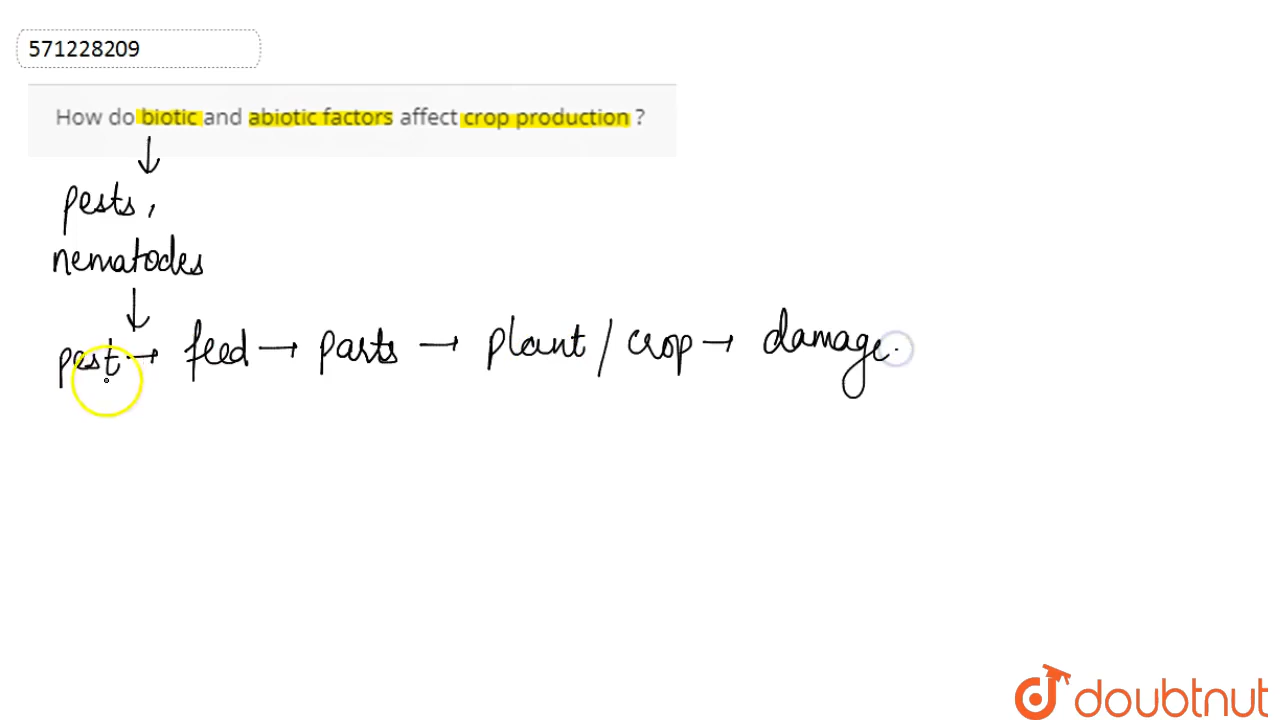 571228209
How do biotic and abiotic factors affect crop production ?
↓
pests,
nematodes
↓
pest → feed → parts → plant / crop → damage.
doubtnut